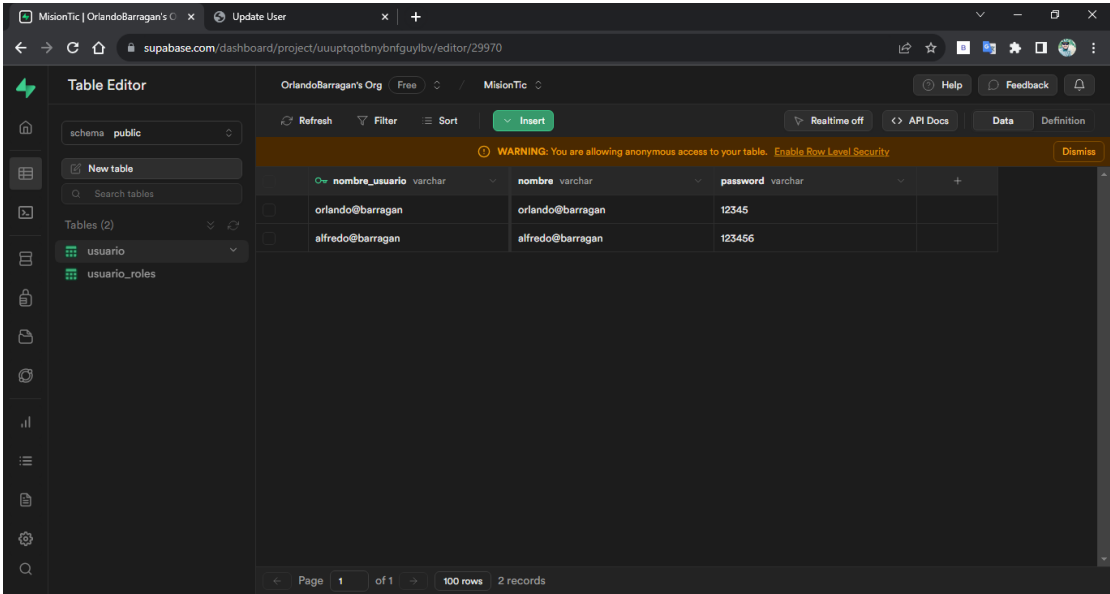 MisionTic | OrlandoBarragan's O
Update User
supabase.com/dashboard/project/uuuptqotbnybnfguylbv/editor/29970
Table Editor
OrlandoBarragan's Org Free / MisionTic
Help Feedback
schema public
Refresh Filter Sort Insert Realtime off <> API Docs Data Definition
WARNING: You are allowing anonymous access to your table. Enable Row Level Security Dismiss
New table
Search tables
Tables (2)
usuario
usuario_roles
nombre_usuario varchar nombre varchar password varchar +
orlando@barragan orlando@barragan 12345
alfredo@barragan alfredo@barragan 123456
Page 1 of 1 100 rows 2 records